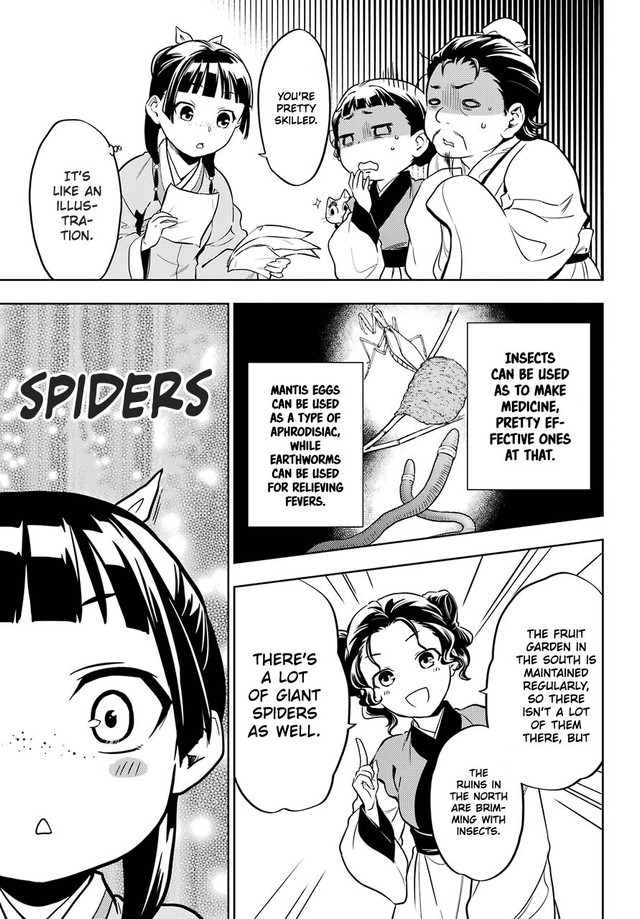 YOU'RE
PRETTY
SKILLED.
IT'S
LIKE AN
ILLUS-
TRA-
TION.
INSECTS
CAN BE USED
AS TO MAKE
MEDICINE,
PRETTY EF-
FECTIVE ONES
AT THAT.
MANTIS EGGS
CAN BE USED
AS A TYPE OF
APHRODISIAC,
WHILE
EARTHWORMS
CAN BE USED
FOR RELIEVING
FEVERS.
SPIDERS
THE FRUIT
GARDEN
IN THE
SOUTH IS
MAINTAINED
REGULARLY,
SO THERE
ISN'T A LOT
OF THEM
THERE, BUT
THE
RUINS IN
THE NORTH
ARE BRIM-
MING WITH
INSECTS.
THERE'S
A LOT
OF GIANT
SPIDERS
AS WELL.